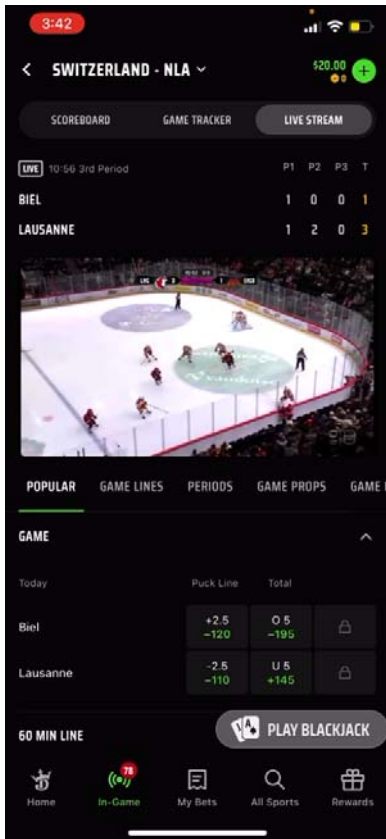 3:42
SWITZERLAND - NLA
$20.00
0
SCOREBOARD GAME TRACKER LIVE STREAM
LIVE 10:56 3rd Period P1 P2 P3 T
BIEL 1 0 0 1
LAUSANNE 1 2 0 3
POPULAR GAME LINES PERIODS GAME PROPS GAME
GAME
Today Puck Line Total
Biel +2.5 -120 O 5 -195
Lausanne -2.5 -110 U 5 +145
60 MIN LINE
PLAY BLACKJACK
78
Home In-Game My Bets All Sports Rewards